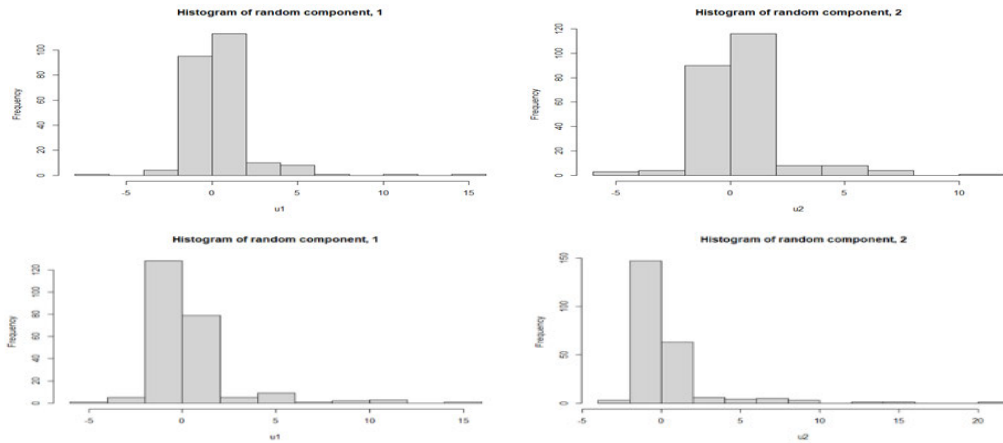 Histogram of random component, 1
Frequency
0 20 40 60 80 100
-5 0 5 10 15
u1
Histogram of random component, 2
Frequency
0 20 40 60 80 100 120
-5 0 5 10
u2
Histogram of random component, 1
Frequency
0 20 40 60 80 100 120
-5 0 5 10 15
u1
Histogram of random component, 2
Frequency
0 50 100 150
-5 0 5 10 15 20
u2